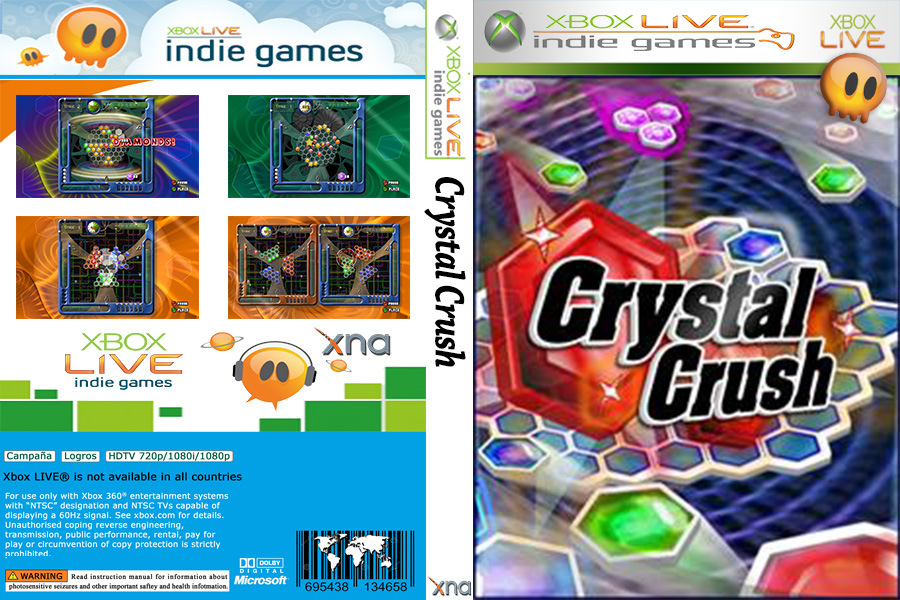 XBOX LIVE
indie games
DIAMONDS!
XBOX
LIVE
indie games
xna
Campaña Logros HDTV 720p/1080i/1080p
Xbox LIVE® is not available in all countries
For use only with Xbox 360® entertainment systems
with "NTSC" designation and NTSC TVs capable of
displaying a 60Hz signal. See xbox.com for details.
Unauthorised coping reverse engineering,
transmission, public performance, rental, pay for
play or circumvention of copy protection is strictly
prohibited.
WARNING Read instruction manual for information about
photosensitive seizures and other important saftey and health infotmation.
DOLBY
DIGITAL
Microsoft®
695438 134658
XBOX LIVE
indie games
Crystal Crush
xna
XBOX LIVE™
indie games
XBOX
LIVE
Crystal
Crush